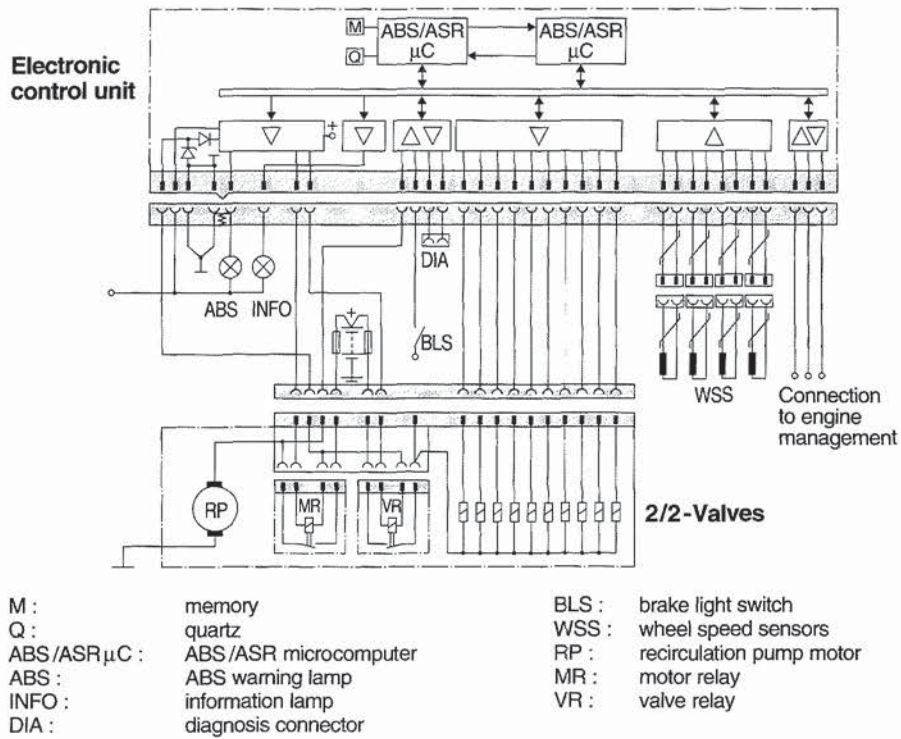 M
Q
ABS/ASR
μC
ABS/ASR
μC
Electronic
control unit
+
ABS
INFO
DIA
+
BLS
WSS
Connection
to engine
management
RP
MR
VR
2/2-Valves
M : memory
Q : quartz
ABS/ASR μC : ABS/ASR microcomputer
ABS : ABS warning lamp
INFO : information lamp
DIA : diagnosis connector
BLS : brake light switch
WSS : wheel speed sensors
RP : recirculation pump motor
MR : motor relay
VR : valve relay